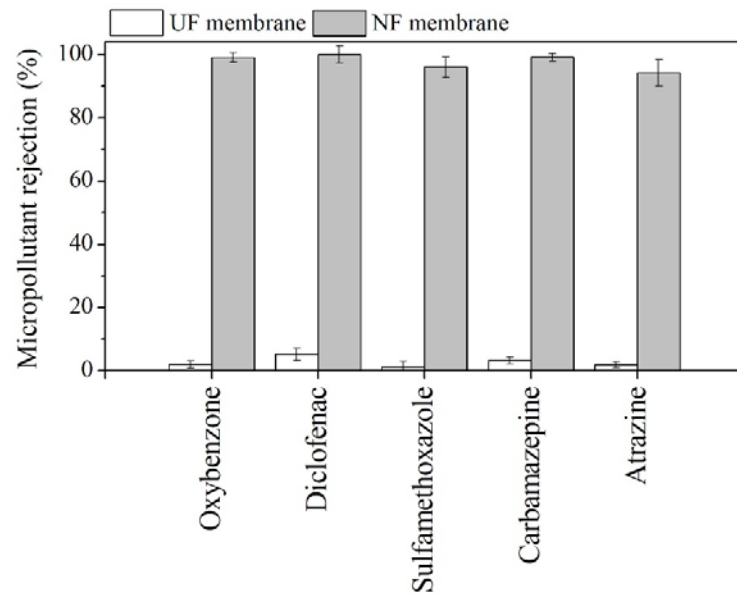 UF membrane NF membrane
Micropollutant rejection (%)
100
80
60
40
20
0
Oxybenzone
Diclofenac
Sulfamethoxazole
Carbamazepine
Atrazine